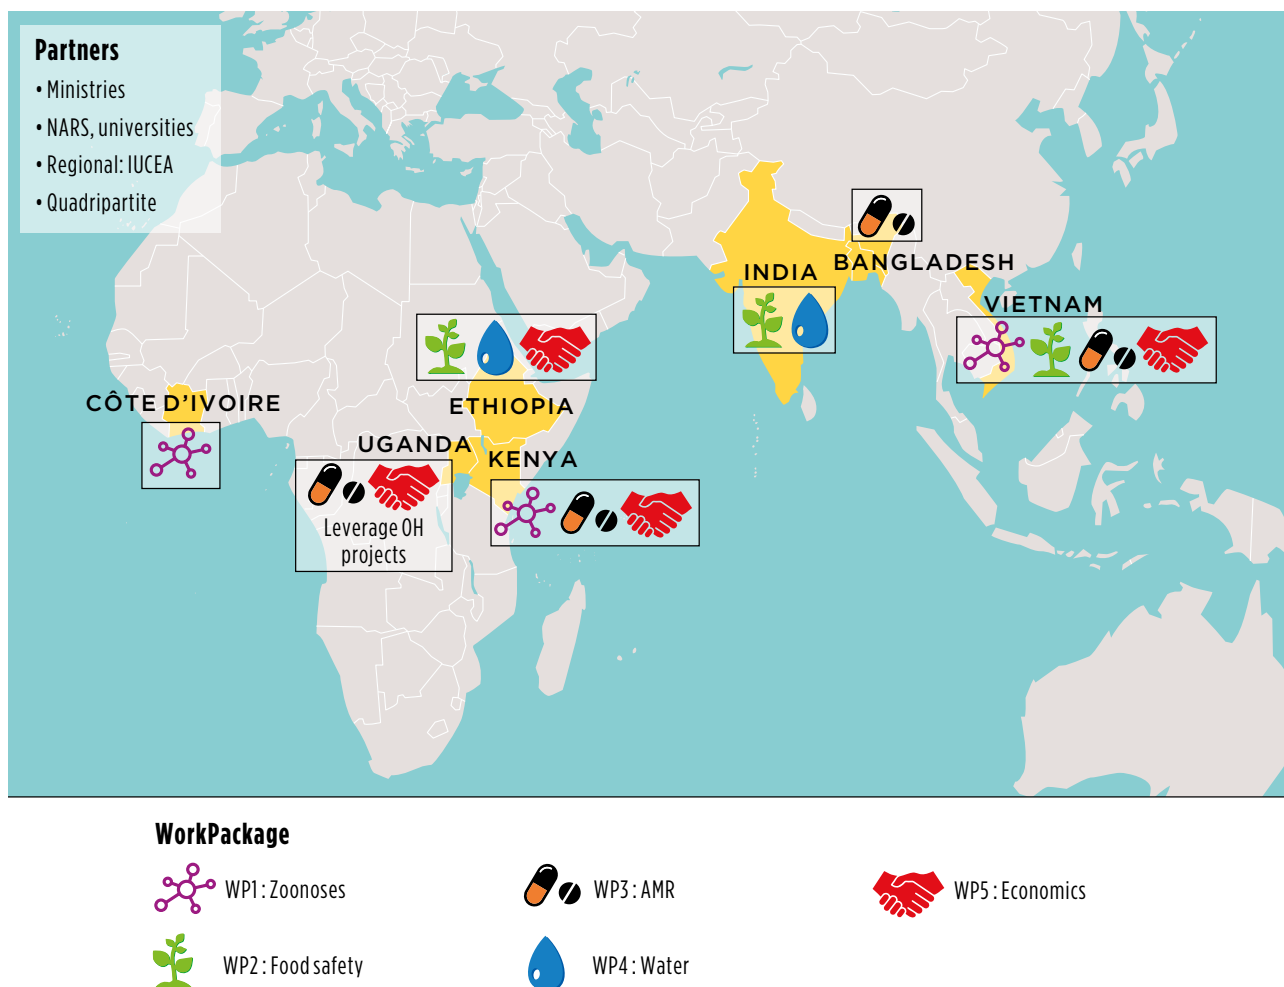 Partners
• Ministries
• NARS, universities
• Regional: IUCEA
• Quadripartite
INDIA
BANGLADESH
VIETNAM
CÔTE D'IVOIRE
ETHIOPIA
UGANDA
KENYA
Leverage OH
projects
WorkPackage
WP1 : Zoonoses
WP3 : AMR
WP5 : Economics
WP2 : Food safety
WP4 : Water